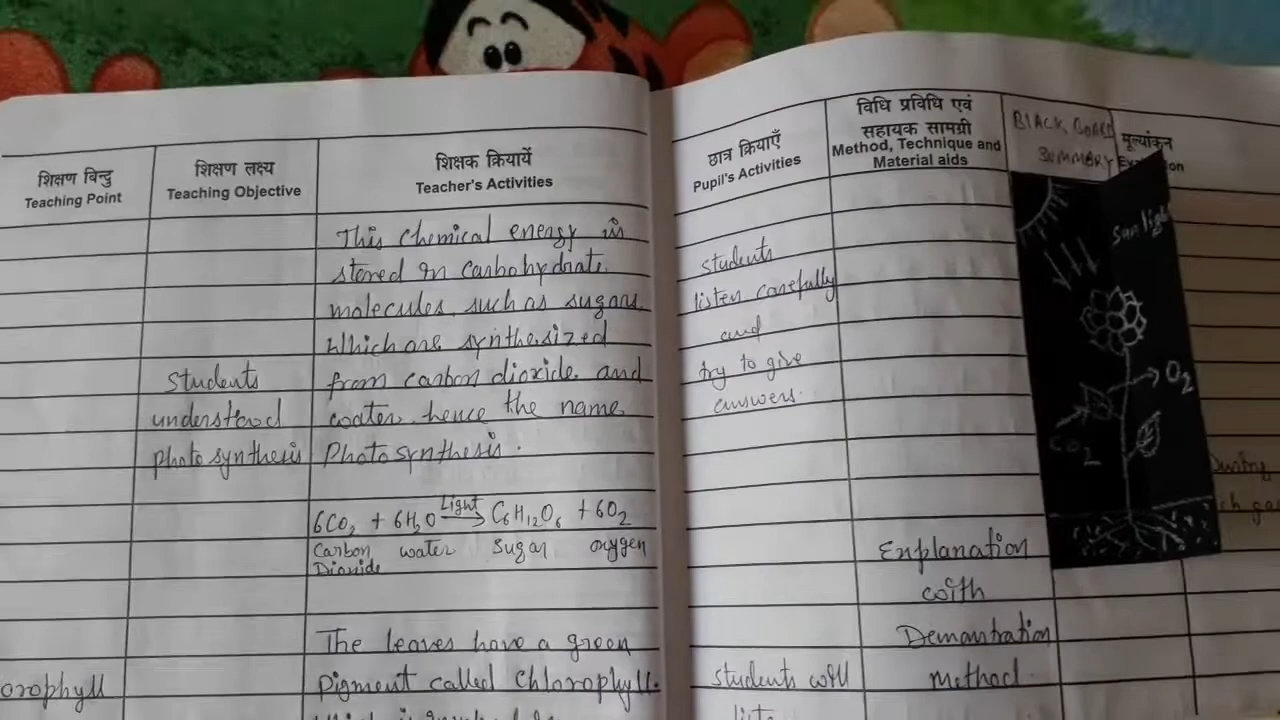 शिक्षण विन्दु
Teaching Point
शिक्षण लक्ष्य
Teaching Objective
शिक्षक क्रियायें
Teacher's Activities
This chemical energy is
stored in carbohydrate
molecules, such as sugars.
Which are synthesized
from carbon dioxide and
water, hence the name
Photosynthesis.
students
understood
photosynthesis
6CO₂ + 6H₂O Light → C₆H₁₂O₆ + 6O₂
Carbon water sugar oxygen
Dioxide
The leaves have a green
orophyll
Pigment called Chlorophyll.
छात्र क्रियाएँ
Pupil's Activities
विधि प्रविधि एवं
सहायक सामग्री
Method, Technique and
Material aids
BLACK BOARD
SUMMERY
मूल्यांकन
students
listen carefully
and
try to give
answers.
Sun light
O₂
CO₂
Explanation
with
Demonstration
Method.
students will